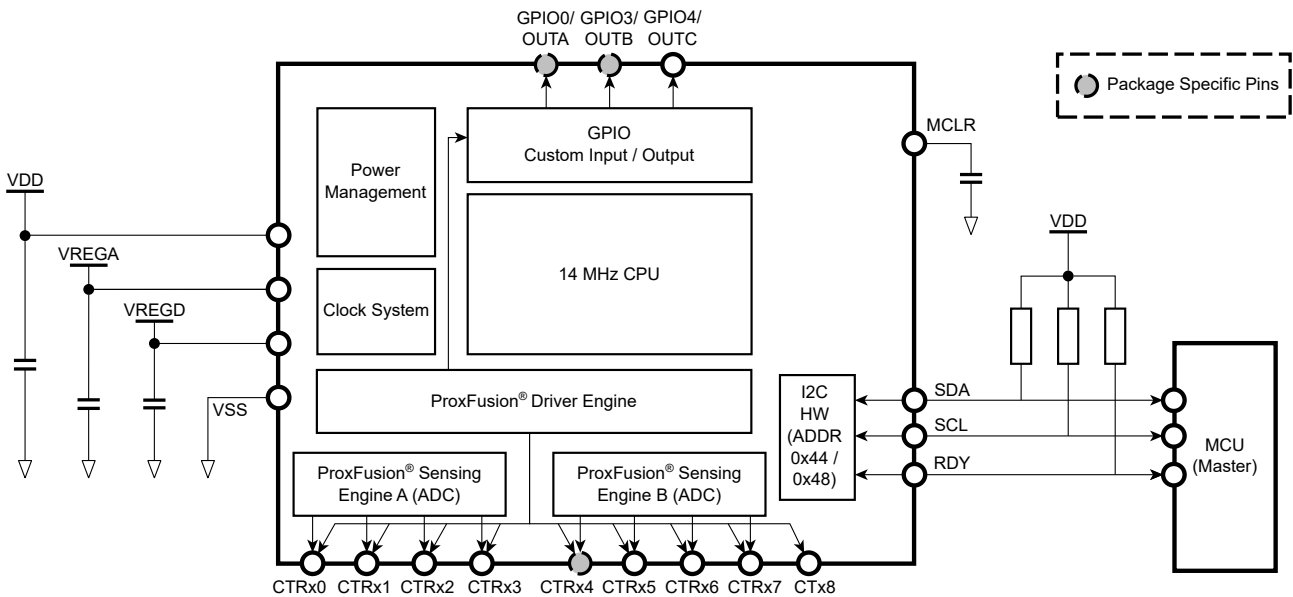 GPIO0/ GPIO3/ GPIO4/
OUTA OUTB OUTC
Package Specific Pins
MCLR
GPIO
Custom Input / Output
Power
Management
VDD
VREGA
VREGD
VSS
14 MHz CPU
Clock System
VDD
ProxFusion® Driver Engine
I2C
HW
(ADDR
0x44 /
0x48)
SDA
SCL
RDY
MCU
(Master)
ProxFusion® Sensing
Engine A (ADC)
ProxFusion® Sensing
Engine B (ADC)
CTRx0 CTRx1 CTRx2 CTRx3 CTRx4 CTRx5 CTRx6 CTRx7 CTx8